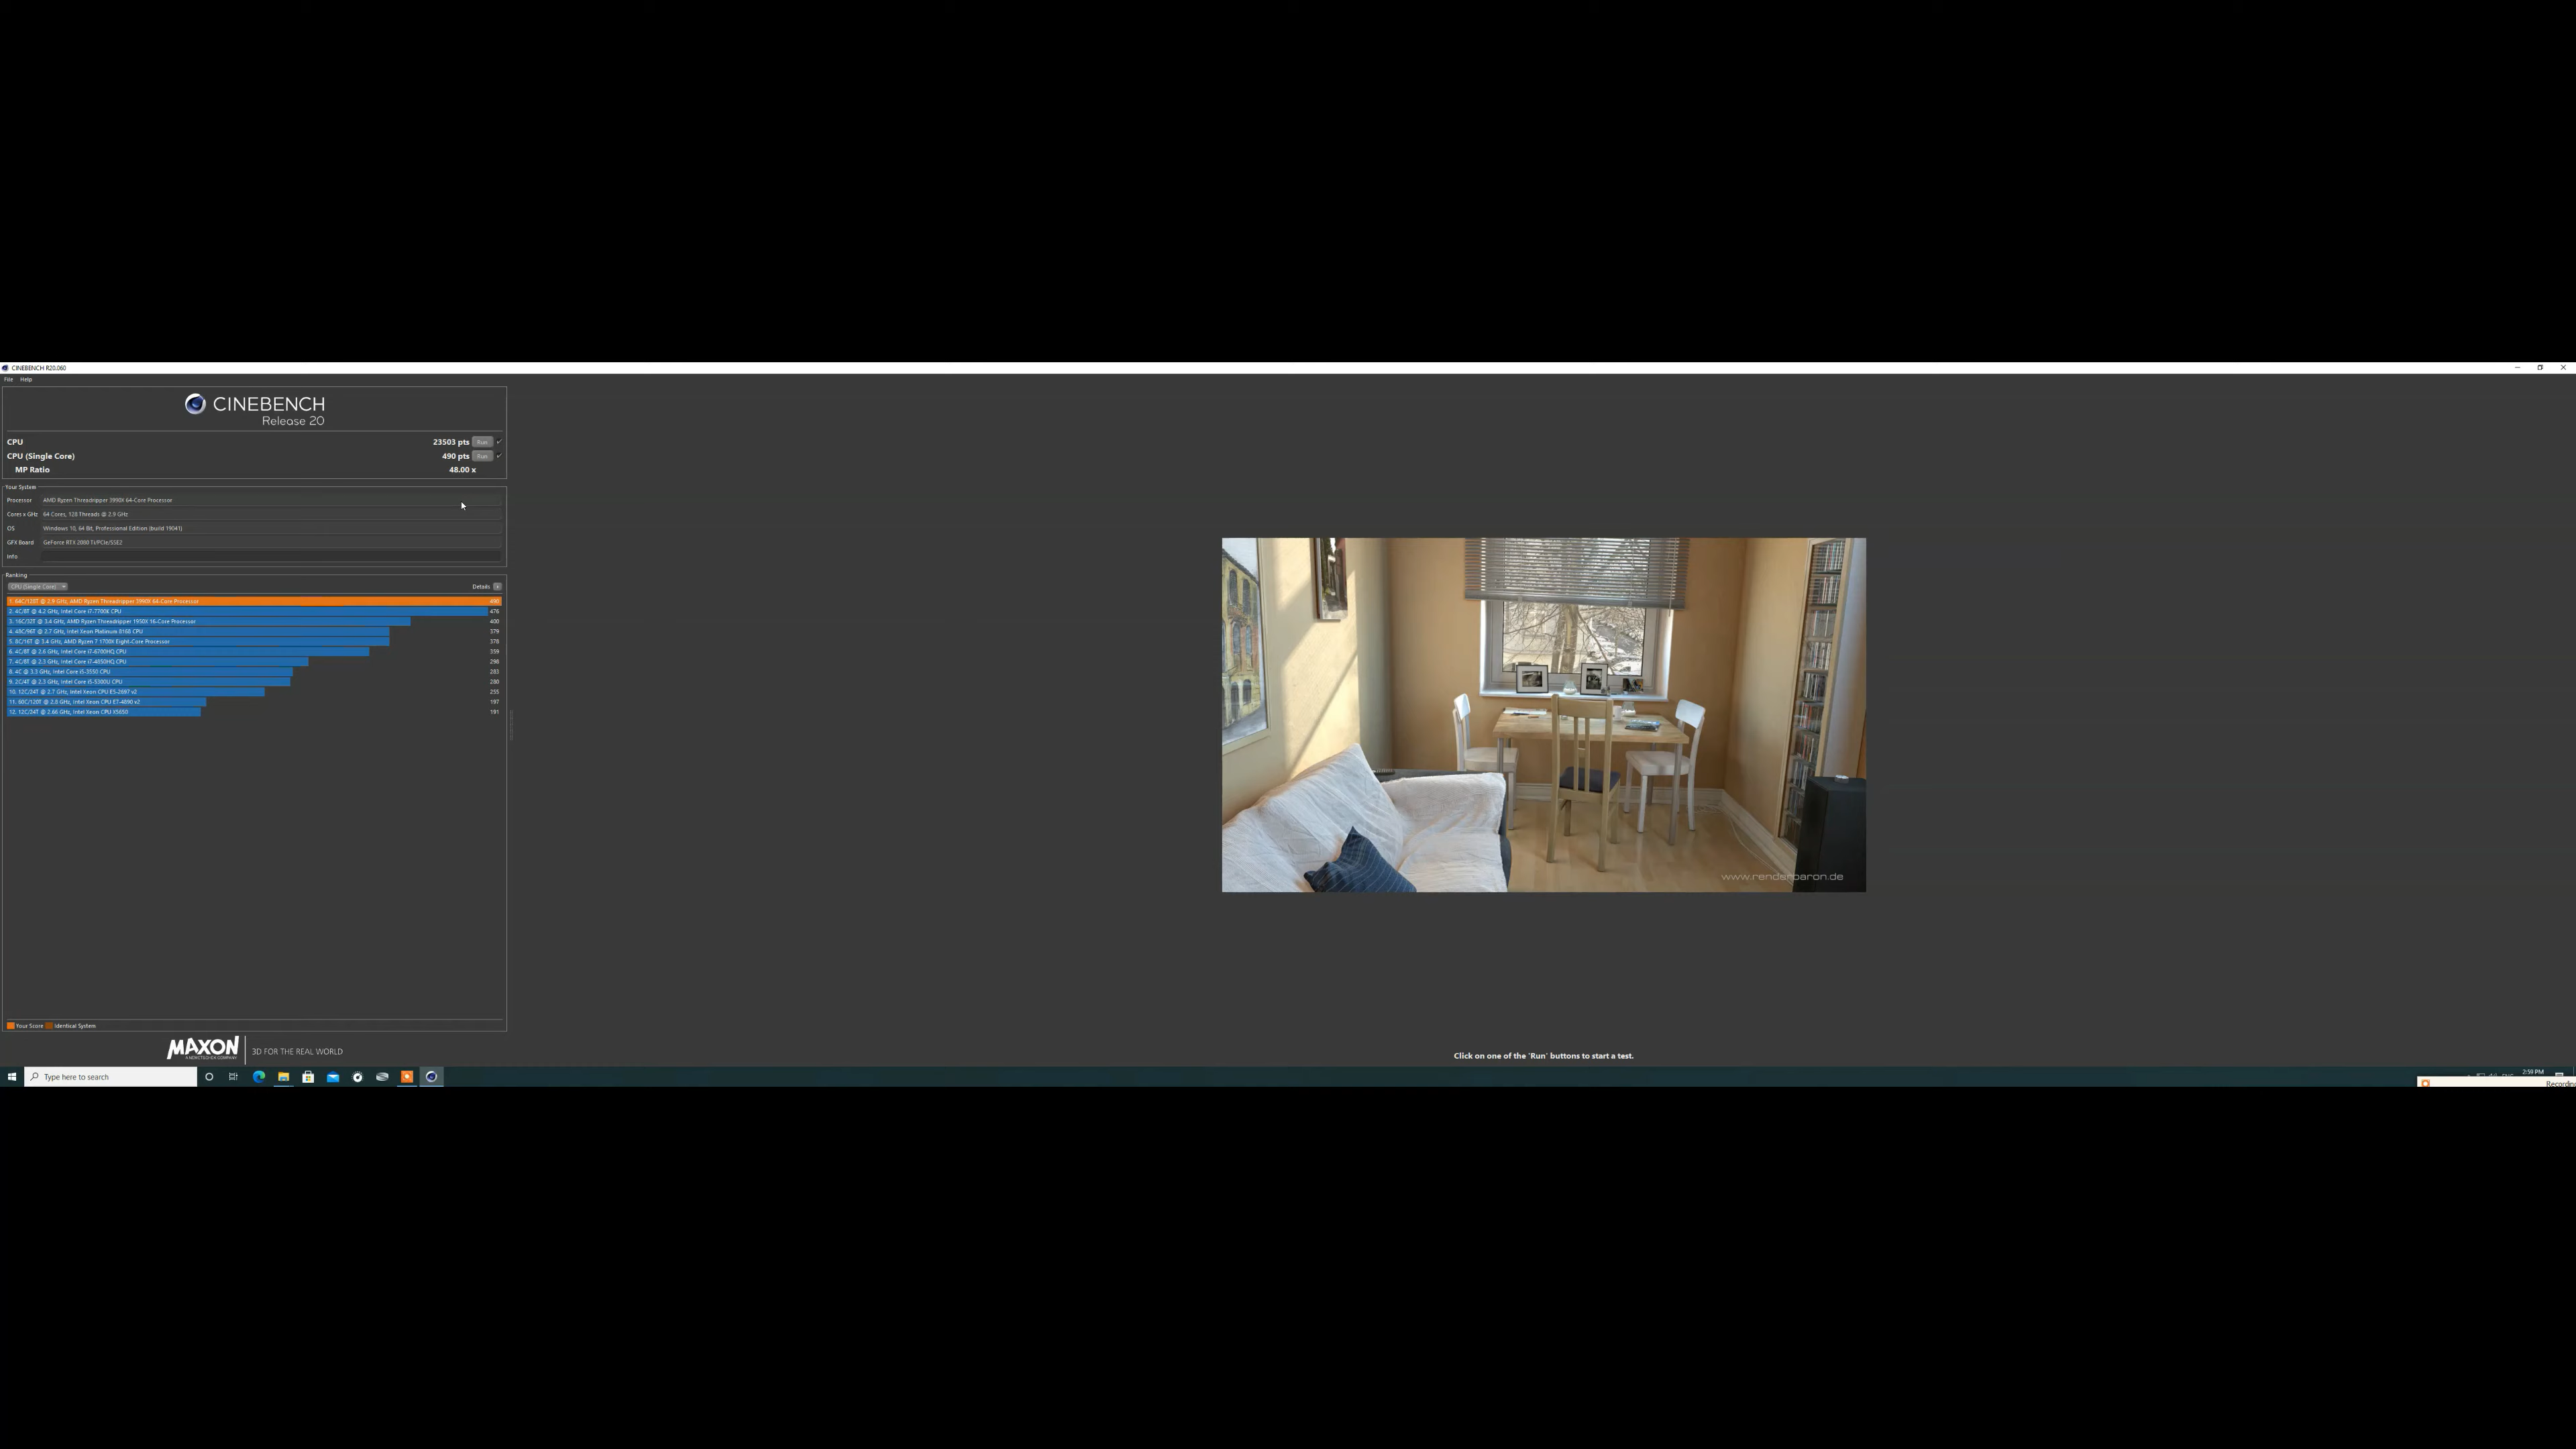 CINEBENCH R20.060
File Help
CINEBENCH
Release 20
CPU 23503 pts Run
CPU (Single Core) 490 pts Run
MP Ratio 48.00 x
Your System
Processor AMD Ryzen Threadripper 3990X 64-Core Processor
Cores x GHz 64 Cores, 128 Threads @ 2.9 GHz
OS Windows 10, 64 Bit, Professional Edition (build 19041)
GFX Board GeForce RTX 2080 Ti/PCIe/SSE2
Info
Ranking
CPU (Single Core) Details
1. 64C/128T @ 2.9 GHz, AMD Ryzen Threadripper 3990X 64-Core Processor 490
2. 4C/8T @ 4.2 GHz, Intel Core i7-7700K CPU 476
3. 16C/32T @ 3.4 GHz, AMD Ryzen Threadripper 1950X 16-Core Processor 400
4. 48C/96T @ 2.7 GHz, Intel Xeon Platinum 8168 CPU 379
5. 8C/16T @ 3.4 GHz, AMD Ryzen 7 1700X Eight-Core Processor 378
6. 4C/8T @ 2.6 GHz, Intel Core i7-6700HQ CPU 359
7. 4C/8T @ 2.3 GHz, Intel Core i7-4850HQ CPU 298
8. 4C @ 3.3 GHz, Intel Core i5-3550 CPU 283
9. 2C/4T @ 2.3 GHz, Intel Core i5-5300U CPU 280
10. 12C/24T @ 2.7 GHz, Intel Xeon CPU E5-2697 v2 255
11. 60C/120T @ 2.8 GHz, Intel Xeon CPU E7-4890 v2 197
12. 12C/24T @ 2.66 GHz, Intel Xeon CPU X5650 191
www.renderbaron.de
Your Score Identical System
MAXON
A NEMETSCHEK COMPANY
3D FOR THE REAL WORLD
Click on one of the 'Run' buttons to start a test.
Type here to search
2:59 PM
Recording